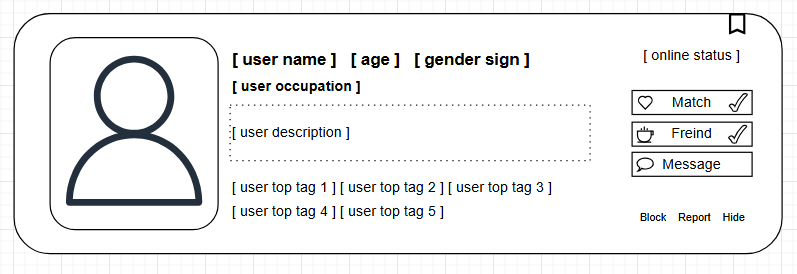 [ user name ] [ age ] [ gender sign ]
[ online status ]
[ user occupation ]
[ user description ]
[ user top tag 1 ] [ user top tag 2 ] [ user top tag 3 ]
[ user top tag 4 ] [ user top tag 5 ]
Match
Freind
Message
Block Report Hide